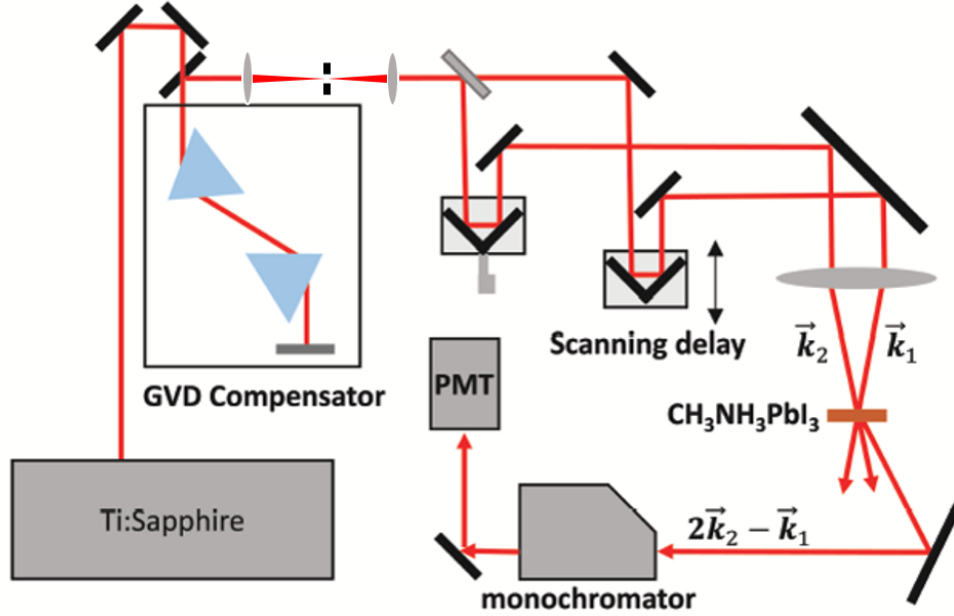 GVD Compensator
Scanning delay
k⃗₂
k⃗₁
PMT
CH₃NH₃PbI₃
Ti:Sapphire
2k⃗₂ − k⃗₁
monochromator